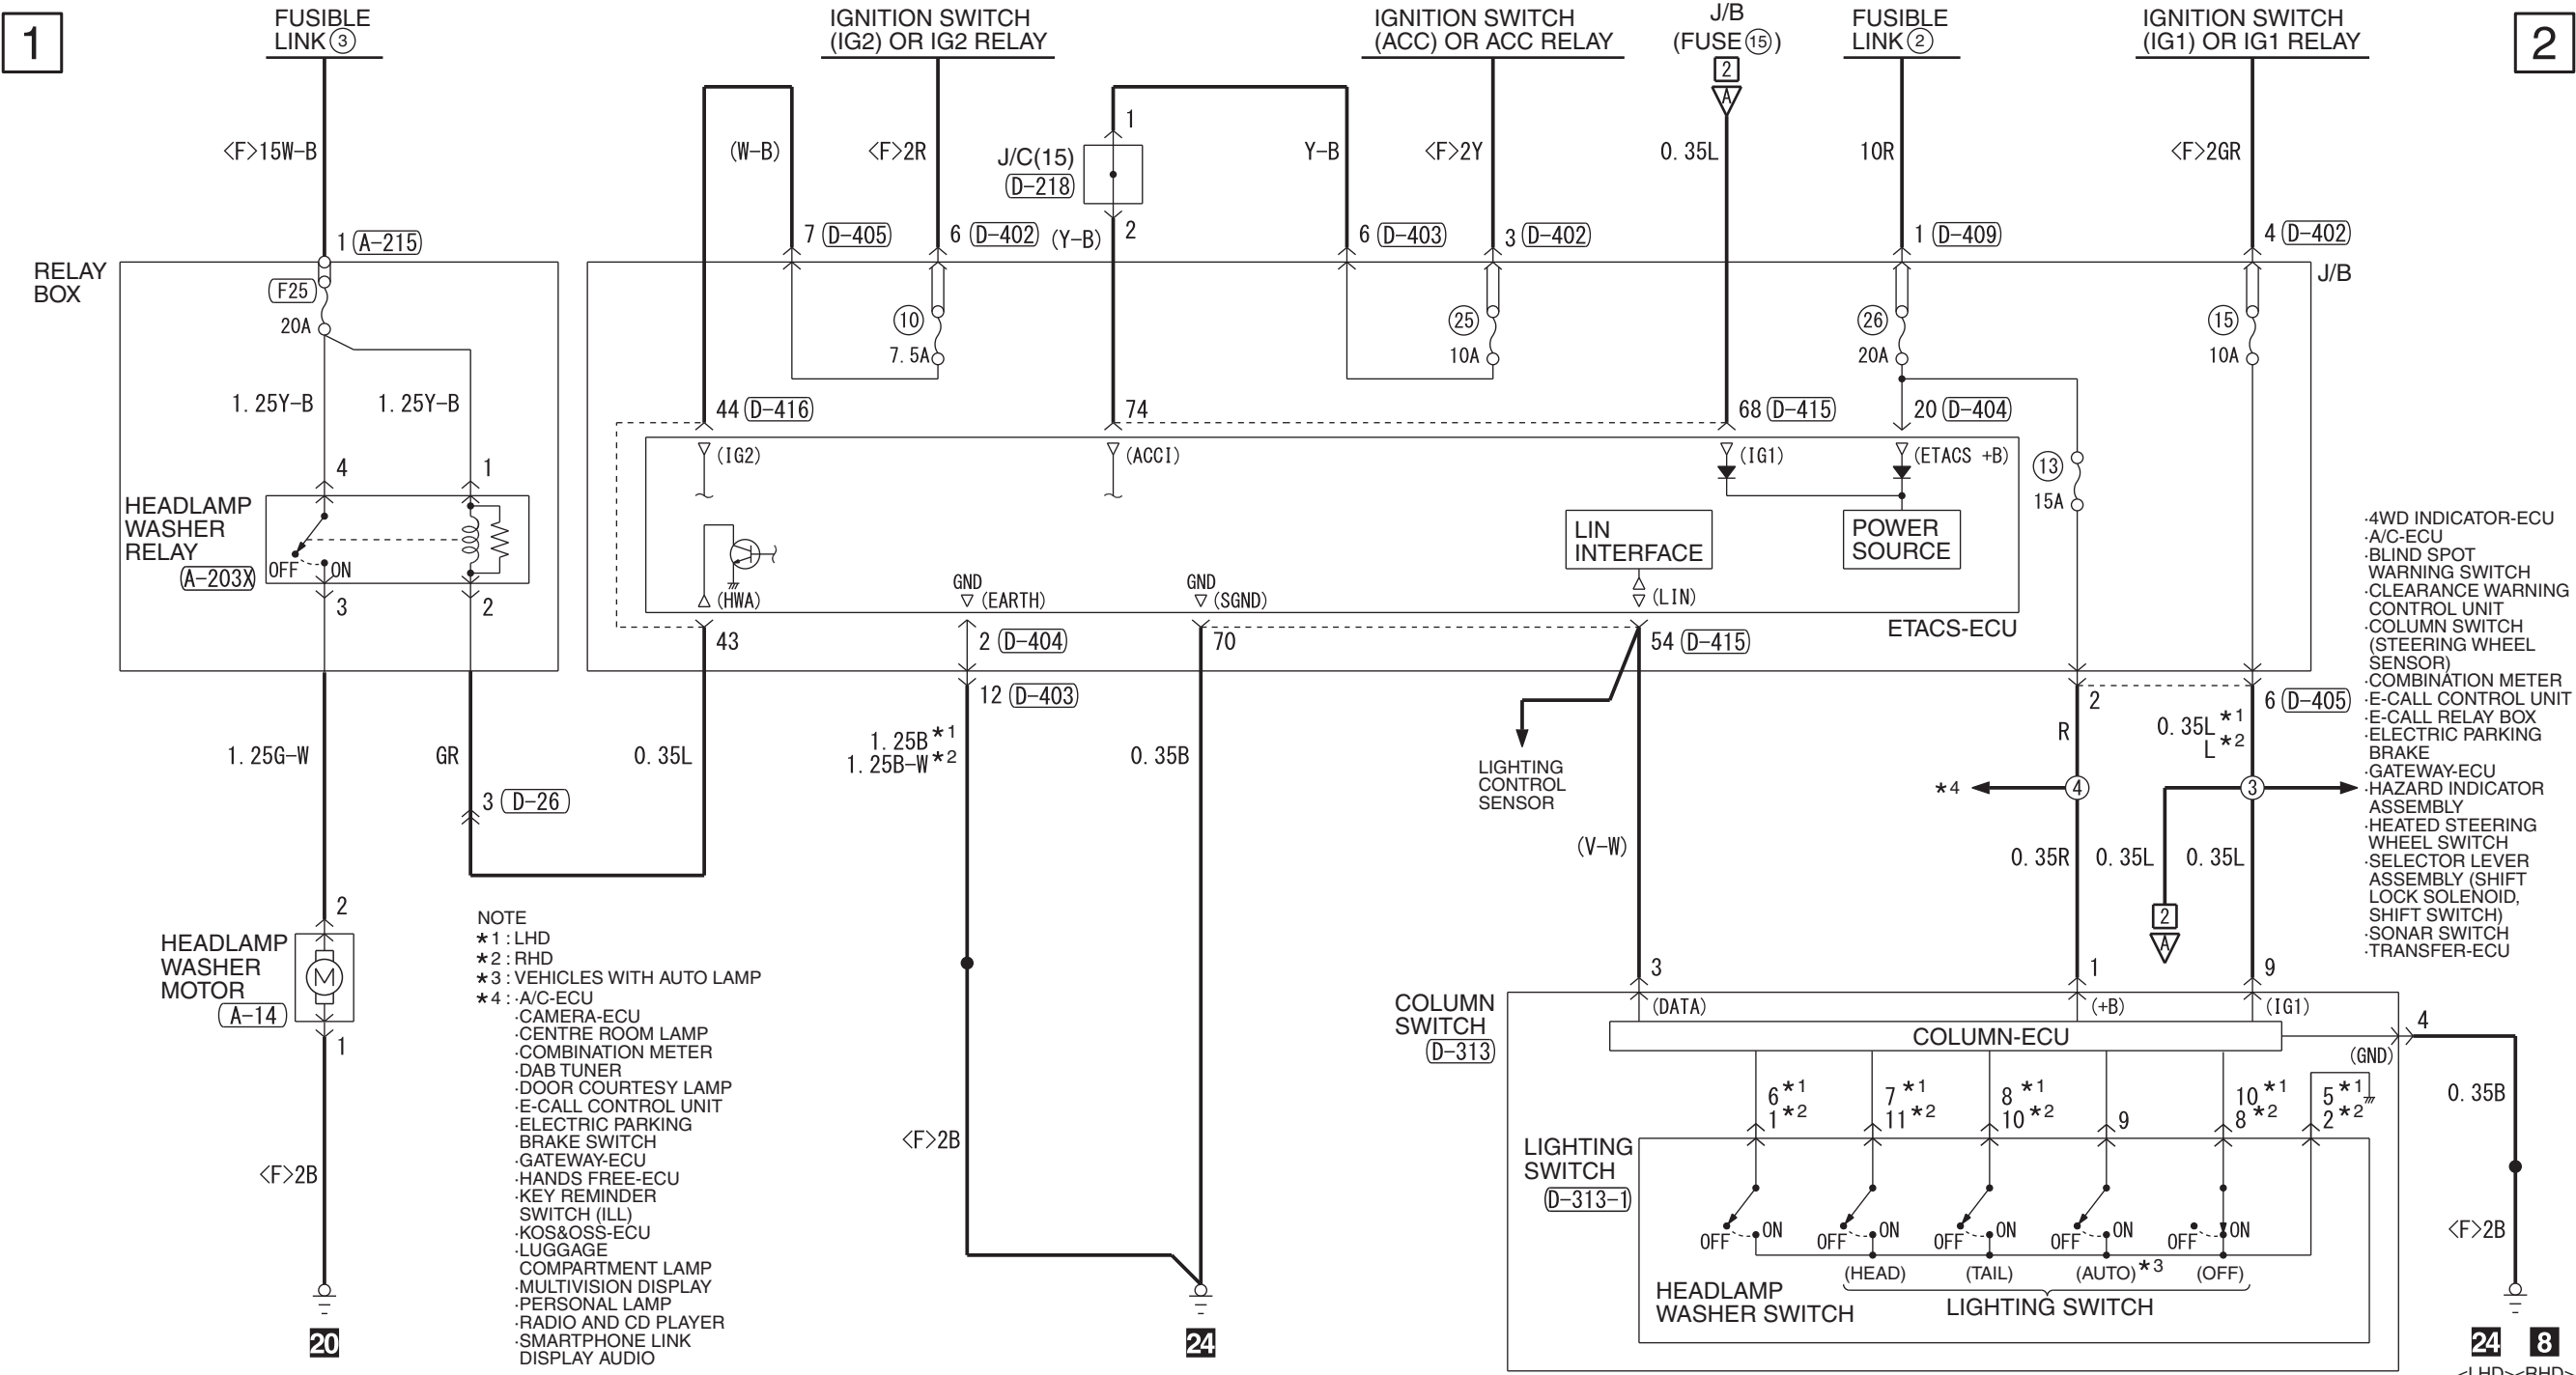 1
FUSIBLE
LINK ③
IGNITION SWITCH
(IG2) OR IG2 RELAY
IGNITION SWITCH
(ACC) OR ACC RELAY
J/B
(FUSE ⑮)
2
A
FUSIBLE
LINK ②
IGNITION SWITCH
(IG1) OR IG1 RELAY
2
<F>15W-B
(W-B)
<F>2R
1
J/C(15)
D-218
2
(Y-B)
Y-B
<F>2Y
0.35L
10R
<F>2GR
1 A-215
7 D-405
6 D-402
6 D-403
3 D-402
1 D-409
4 D-402
RELAY
BOX
J/B
F25
20A
⑩
7.5A
㉕
10A
㉖
20A
⑮
10A
1.25Y-B
1.25Y-B
44 D-416
74
68 D-415
20 D-404
(IG2)
(ACCI)
(IG1)
(ETACS +B)
⑬
15A
4
1
HEADLAMP
WASHER
RELAY
A-203X
OFF
ON
3
2
LIN
INTERFACE
POWER
SOURCE
(HWA)
GND
(EARTH)
GND
(SGND)
(LIN)
ETACS-ECU
43
2 D-404
70
54 D-415
12 D-403
2
6 D-405
·4WD INDICATOR-ECU
·A/C-ECU
·BLIND SPOT
WARNING SWITCH
·CLEARANCE WARNING
CONTROL UNIT
·COLUMN SWITCH
(STEERING WHEEL
SENSOR)
·COMBINATION METER
·E-CALL CONTROL UNIT
·E-CALL RELAY BOX
·ELECTRIC PARKING
BRAKE
·GATEWAY-ECU
·HAZARD INDICATOR
ASSEMBLY
·HEATED STEERING
WHEEL SWITCH
·SELECTOR LEVER
ASSEMBLY (SHIFT
LOCK SOLENOID,
SHIFT SWITCH)
·SONAR SWITCH
·TRANSFER-ECU
1.25G-W
GR
0.35L
1.25B *1
1.25B-W *2
0.35B
LIGHTING
CONTROL
SENSOR
R
0.35L *1
L *2
*4
④
③
3 D-26
(V-W)
0.35R
0.35L
0.35L
2
A
2
HEADLAMP
WASHER
MOTOR
A-14
M
1
<F>2B
20
NOTE
*1 : LHD
*2 : RHD
*3 : VEHICLES WITH AUTO LAMP
*4 : ·A/C-ECU
·CAMERA-ECU
·CENTRE ROOM LAMP
·COMBINATION METER
·DAB TUNER
·DOOR COURTESY LAMP
·E-CALL CONTROL UNIT
·ELECTRIC PARKING
BRAKE SWITCH
·GATEWAY-ECU
·HANDS FREE-ECU
·KEY REMINDER
SWITCH (ILL)
·KOS&OSS-ECU
·LUGGAGE
COMPARTMENT LAMP
·MULTIVISION DISPLAY
·PERSONAL LAMP
·RADIO AND CD PLAYER
·SMARTPHONE LINK
DISPLAY AUDIO
<F>2B
24
3
1
9
COLUMN
SWITCH
D-313
(DATA)
(+B)
(IG1)
COLUMN-ECU
4
(GND)
0.35B
6 *1
1 *2
7 *1
11 *2
8 *1
10 *2
9
10 *1
8 *2
5 *1
2 *2
LIGHTING
SWITCH
D-313-1
OFF ON
OFF ON
OFF ON
OFF ON
OFF ON
(HEAD)
(TAIL)
(AUTO) *3
(OFF)
HEADLAMP
WASHER SWITCH
LIGHTING SWITCH
<F>2B
24 8
<LHD><RHD>